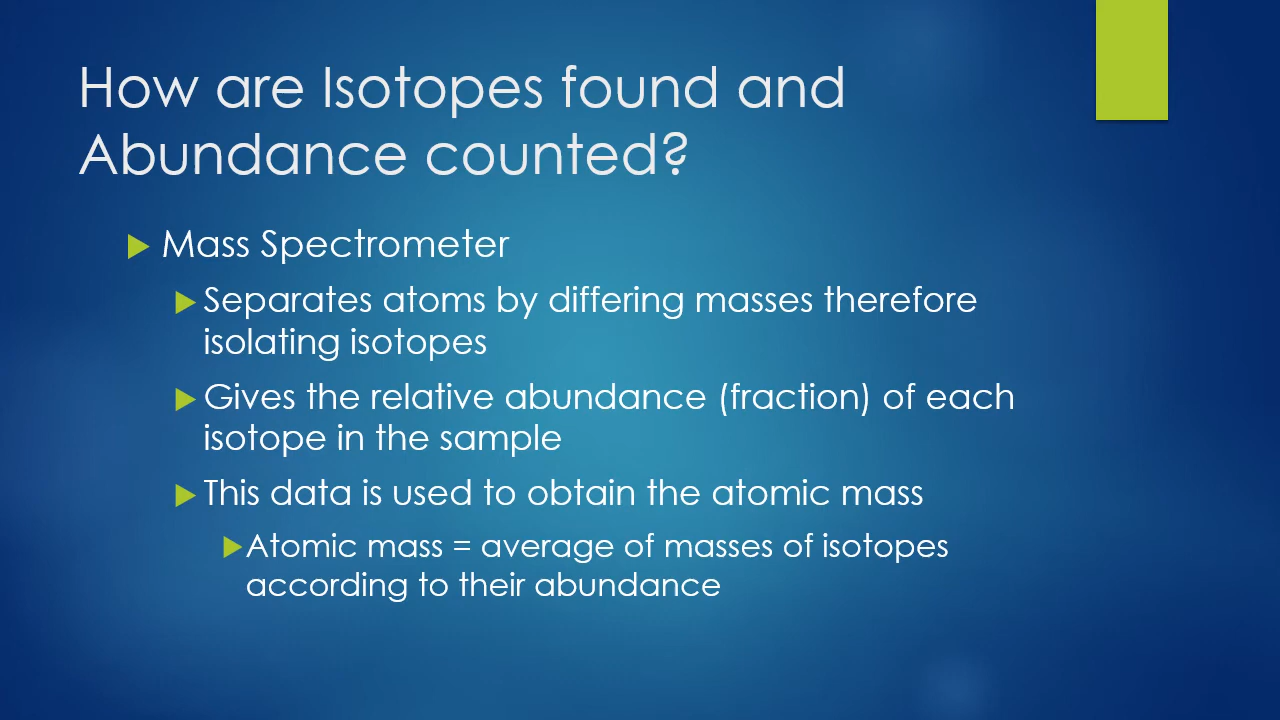 How are Isotopes found and
Abundance counted?
Mass Spectrometer
Separates atoms by differing masses therefore
isolating isotopes
Gives the relative abundance (fraction) of each
isotope in the sample
This data is used to obtain the atomic mass
Atomic mass = average of masses of isotopes
according to their abundance